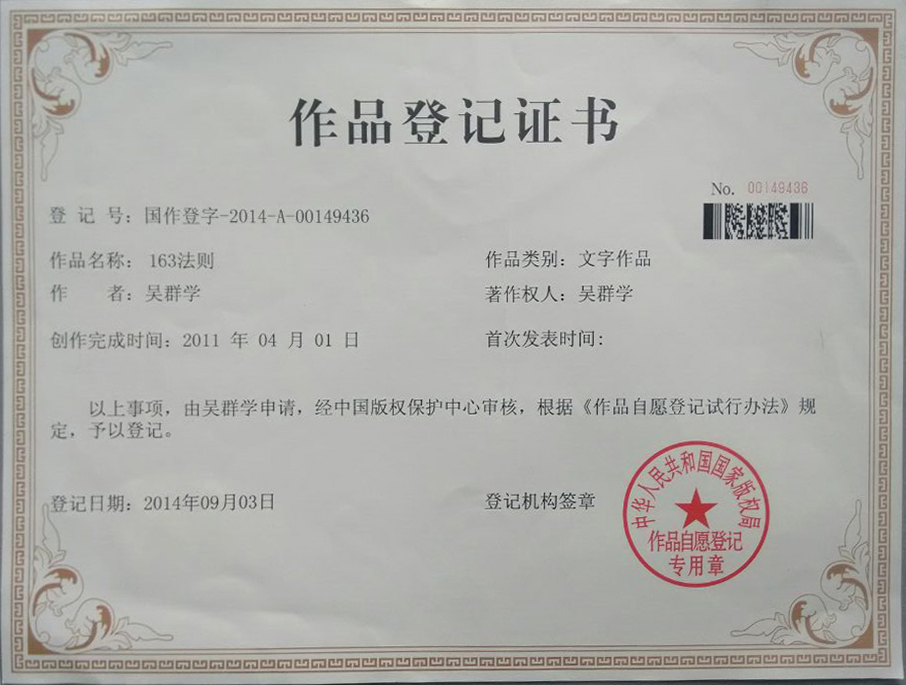 作品登记证书
No. 00149436
登 记 号：国作登字-2014-A-00149436
作品名称： 163法则
作品类别：文字作品
作 者：吴群学
著作权人：吴群学
创作完成时间：2011 年 04 月 01 日
首次发表时间：
以上事项，由吴群学申请，经中国版权保护中心审核，根据《作品自愿登记试行办法》规
定，予以登记。
登记日期：2014年09月03日
登记机构签章
中华人民共和国国家版权局
作品自愿登记
专用章